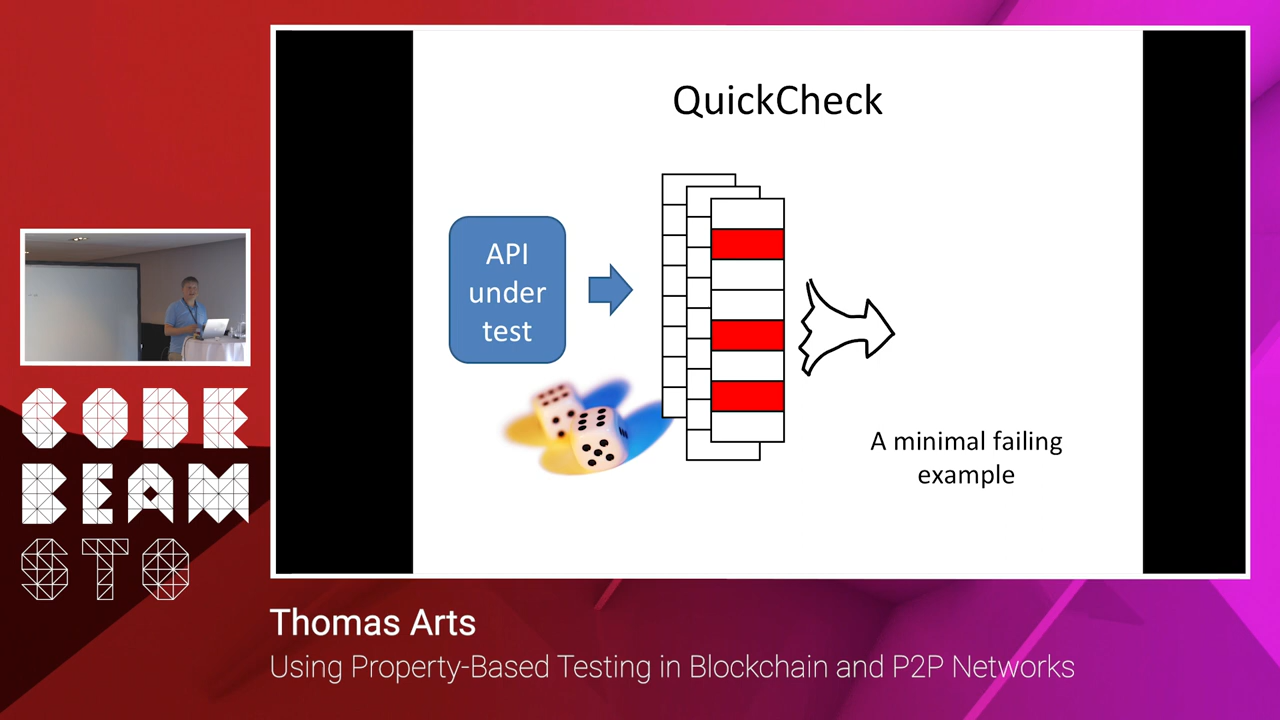 QuickCheck
API
under
test
A minimal failing
example
CODE
BEAM
STO
Thomas Arts
Using Property-Based Testing in Blockchain and P2P Networks